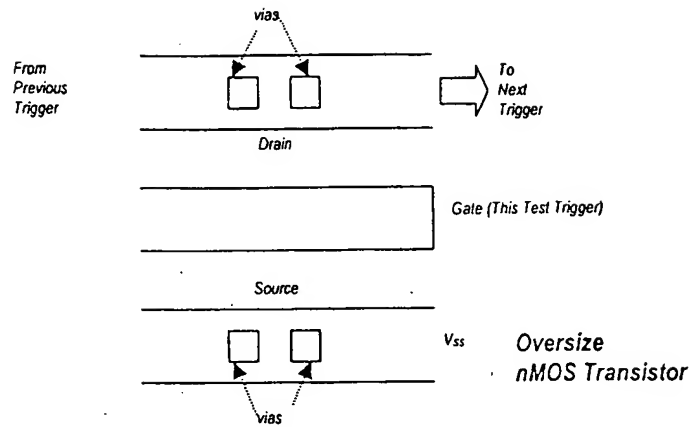 vias
From
Previous
Trigger
To
Next
Trigger
Drain
Gate (This Test Trigger)
Source
Vss
Oversize
nMOS Transistor
vias